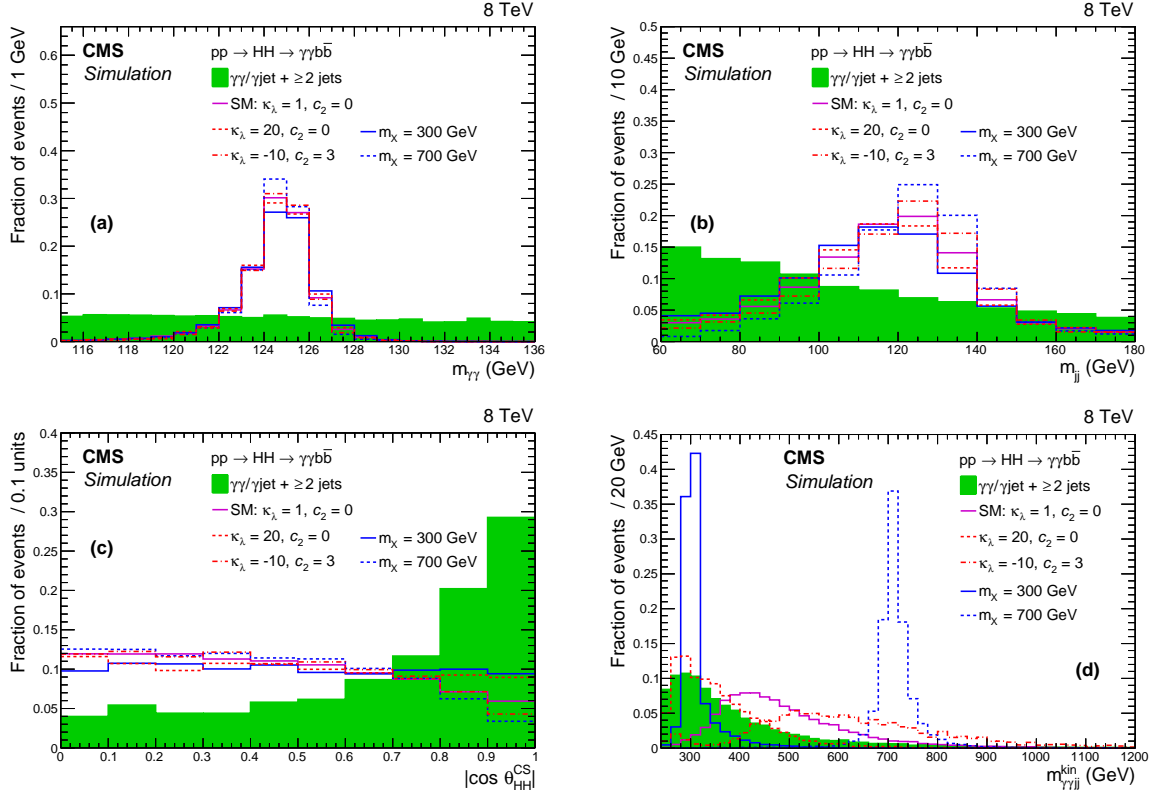 8 TeV
CMS
Simulation
pp → HH → γγbb̄
γγ/γjet + ≥2 jets
SM: κλ = 1, c₂ = 0
κλ = 20, c₂ = 0
κλ = -10, c₂ = 3
mX = 300 GeV
mX = 700 GeV
(a)
Fraction of events / 1 GeV
0 0.1 0.2 0.3 0.4 0.5 0.6
116 118 120 122 124 126 128 130 132 134 136
mγγ (GeV)
8 TeV
CMS
Simulation
pp → HH → γγbb̄
γγ/γjet + ≥2 jets
SM: κλ = 1, c₂ = 0
κλ = 20, c₂ = 0
κλ = -10, c₂ = 3
mX = 300 GeV
mX = 700 GeV
(b)
Fraction of events / 10 GeV
0 0.05 0.1 0.15 0.2 0.25 0.3 0.35 0.4 0.45 0.5
60 80 100 120 140 160 180
mjj (GeV)
8 TeV
CMS
Simulation
pp → HH → γγbb̄
γγ/γjet + ≥2 jets
SM: κλ = 1, c₂ = 0
κλ = 20, c₂ = 0
κλ = -10, c₂ = 3
mX = 300 GeV
mX = 700 GeV
(c)
Fraction of events / 0.1 units
0 0.05 0.1 0.15 0.2 0.25 0.3 0.35 0.4
0 0.1 0.2 0.3 0.4 0.5 0.6 0.7 0.8 0.9 1
|cos θ^CS_HH|
8 TeV
CMS
Simulation
pp → HH → γγbb̄
γγ/γjet + ≥2 jets
SM: κλ = 1, c₂ = 0
κλ = 20, c₂ = 0
κλ = -10, c₂ = 3
mX = 300 GeV
mX = 700 GeV
(d)
Fraction of events / 20 GeV
0 0.05 0.1 0.15 0.2 0.25 0.3 0.35 0.4 0.45
300 400 500 600 700 800 900 1000 1100 1200
m^kin_γγjj (GeV)